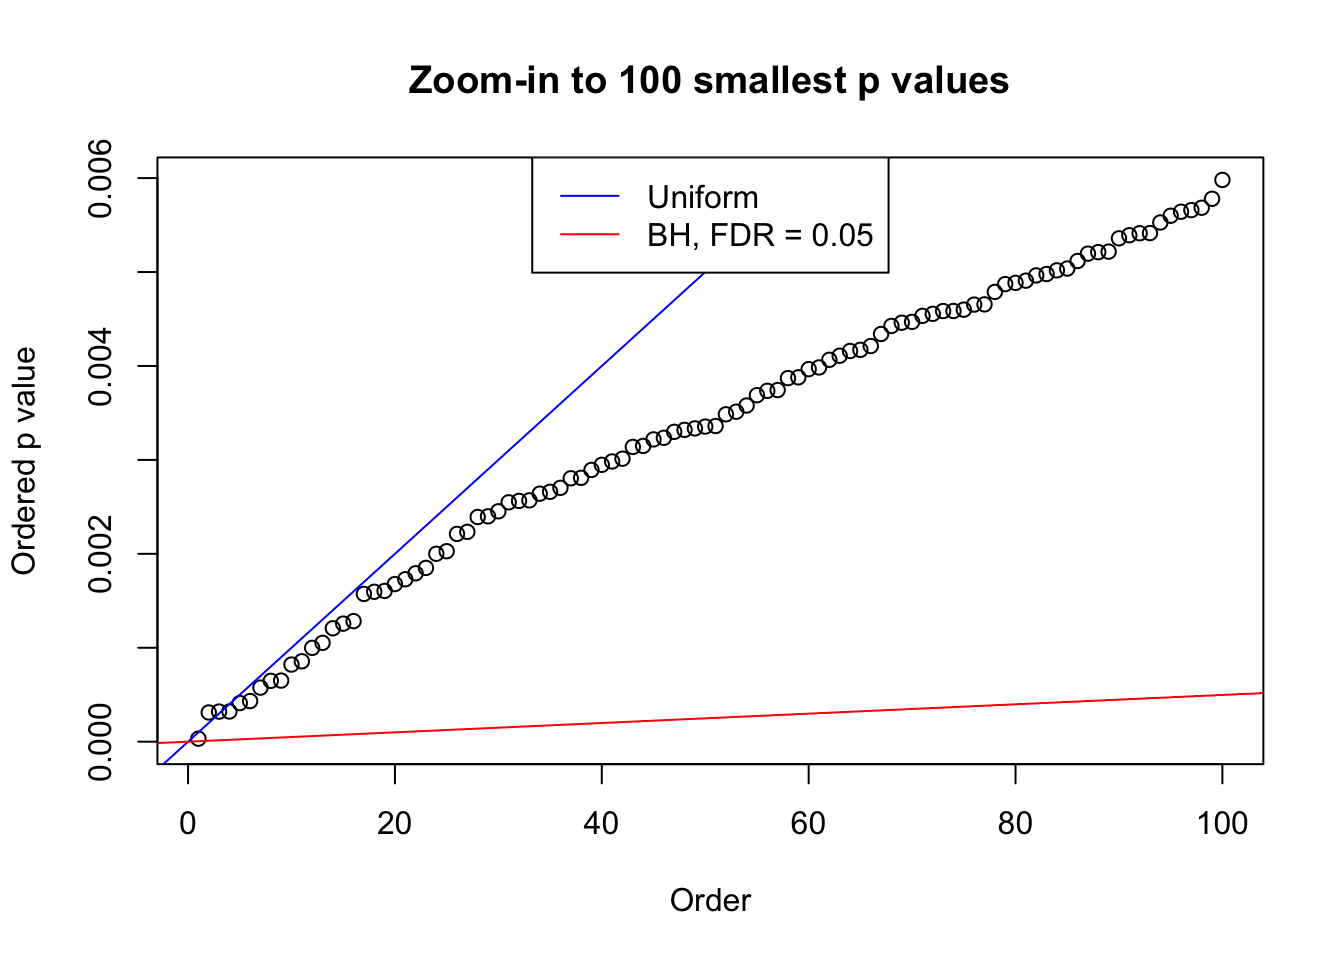 Zoom-in to 100 smallest p values
Uniform
BH, FDR = 0.05
Ordered p value
0.006
0.004
0.002
0.000
0 20 40 60 80 100
Order